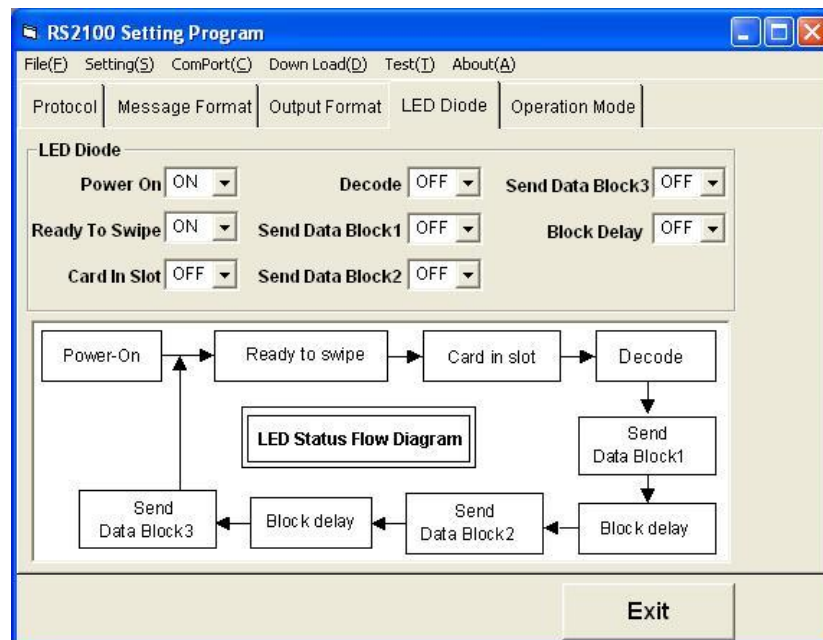 RS2100 Setting Program
File(F) Setting(S) ComPort(C) Down Load(D) Test(T) About(A)
Protocol Message Format Output Format LED Diode Operation Mode
LED Diode
Power On ON Decode OFF Send Data Block3 OFF
Ready To Swipe ON Send Data Block1 OFF Block Delay OFF
Card In Slot OFF Send Data Block2 OFF
Power-On Ready to swipe Card in slot Decode
LED Status Flow Diagram
Send
Data Block1
Send
Data Block3
Block delay
Send
Data Block2
Block delay
Exit